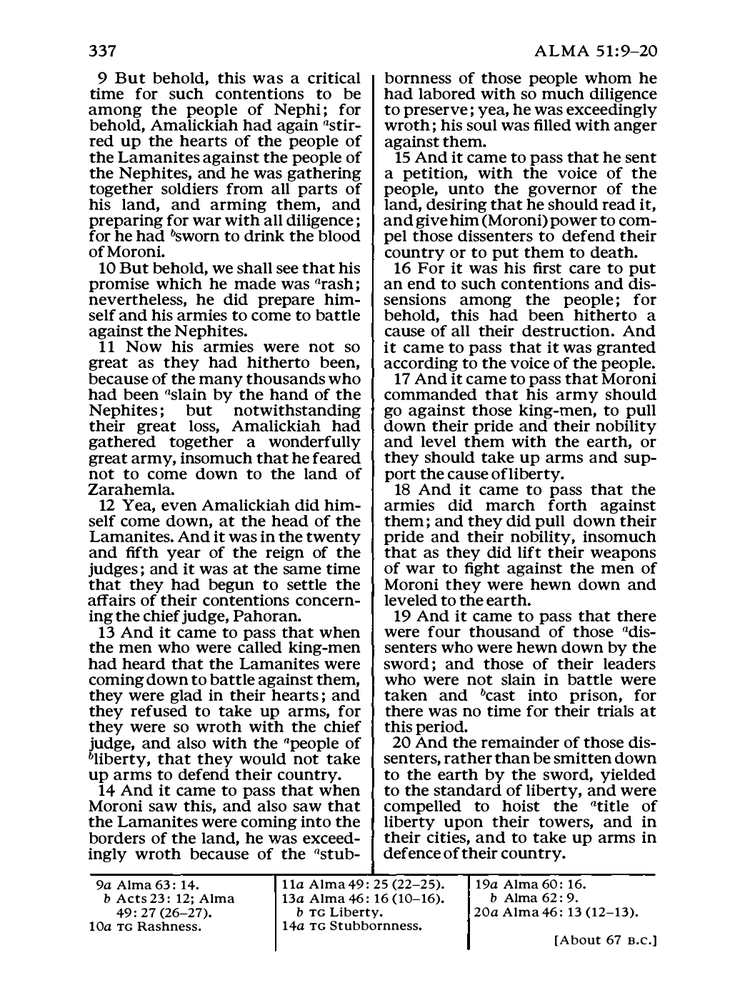 337
ALMA 51:9–20
9 But behold, this was a critical
time for such contentions to be
among the people of Nephi; for
behold, Amalickiah had again astir-
red up the hearts of the people of
the Lamanites against the people of
the Nephites, and he was gathering
together soldiers from all parts of
his land, and arming them, and
preparing for war with all diligence;
for he had bsworn to drink the blood
of Moroni.
10 But behold, we shall see that his
promise which he made was arash;
nevertheless, he did prepare him-
self and his armies to come to battle
against the Nephites.
11 Now his armies were not so
great as they had hitherto been,
because of the many thousands who
had been aslain by the hand of the
Nephites; but notwithstanding
their great loss, Amalickiah had
gathered together a wonderfully
great army, insomuch that he feared
not to come down to the land of
Zarahemla.
12 Yea, even Amalickiah did him-
self come down, at the head of the
Lamanites. And it was in the twenty
and fifth year of the reign of the
judges; and it was at the same time
that they had begun to settle the
affairs of their contentions concern-
ing the chief judge, Pahoran.
13 And it came to pass that when
the men who were called king-men
had heard that the Lamanites were
coming down to battle against them,
they were glad in their hearts; and
they refused to take up arms, for
they were so wroth with the chief
judge, and also with the apeople of
bliberty, that they would not take
up arms to defend their country.
14 And it came to pass that when
Moroni saw this, and also saw that
the Lamanites were coming into the
borders of the land, he was exceed-
ingly wroth because of the astub-
bornness of those people whom he
had labored with so much diligence
to preserve; yea, he was exceedingly
wroth; his soul was filled with anger
against them.
15 And it came to pass that he sent
a petition, with the voice of the
people, unto the governor of the
land, desiring that he should read it,
and give him (Moroni) power to com-
pel those dissenters to defend their
country or to put them to death.
16 For it was his first care to put
an end to such contentions and dis-
sensions among the people; for
behold, this had been hitherto a
cause of all their destruction. And
it came to pass that it was granted
according to the voice of the people.
17 And it came to pass that Moroni
commanded that his army should
go against those king-men, to pull
down their pride and their nobility
and level them with the earth, or
they should take up arms and sup-
port the cause of liberty.
18 And it came to pass that the
armies did march forth against
them; and they did pull down their
pride and their nobility, insomuch
that as they did lift their weapons
of war to fight against the men of
Moroni they were hewn down and
leveled to the earth.
19 And it came to pass that there
were four thousand of those adis-
senters who were hewn down by the
sword; and those of their leaders
who were not slain in battle were
taken and bcast into prison, for
there was no time for their trials at
this period.
20 And the remainder of those dis-
senters, rather than be smitten down
to the earth by the sword, yielded
to the standard of liberty, and were
compelled to hoist the atitle of
liberty upon their towers, and in
their cities, and to take up arms in
defence of their country.
9a Alma 63: 14.
b Acts 23: 12; Alma
49: 27 (26–27).
10a TG Rashness.
11a Alma 49: 25 (22–25).
13a Alma 46: 16 (10–16).
b TG Liberty.
14a TG Stubbornness.
19a Alma 60: 16.
b Alma 62: 9.
20a Alma 46: 13 (12–13).
[About 67 B.C.]